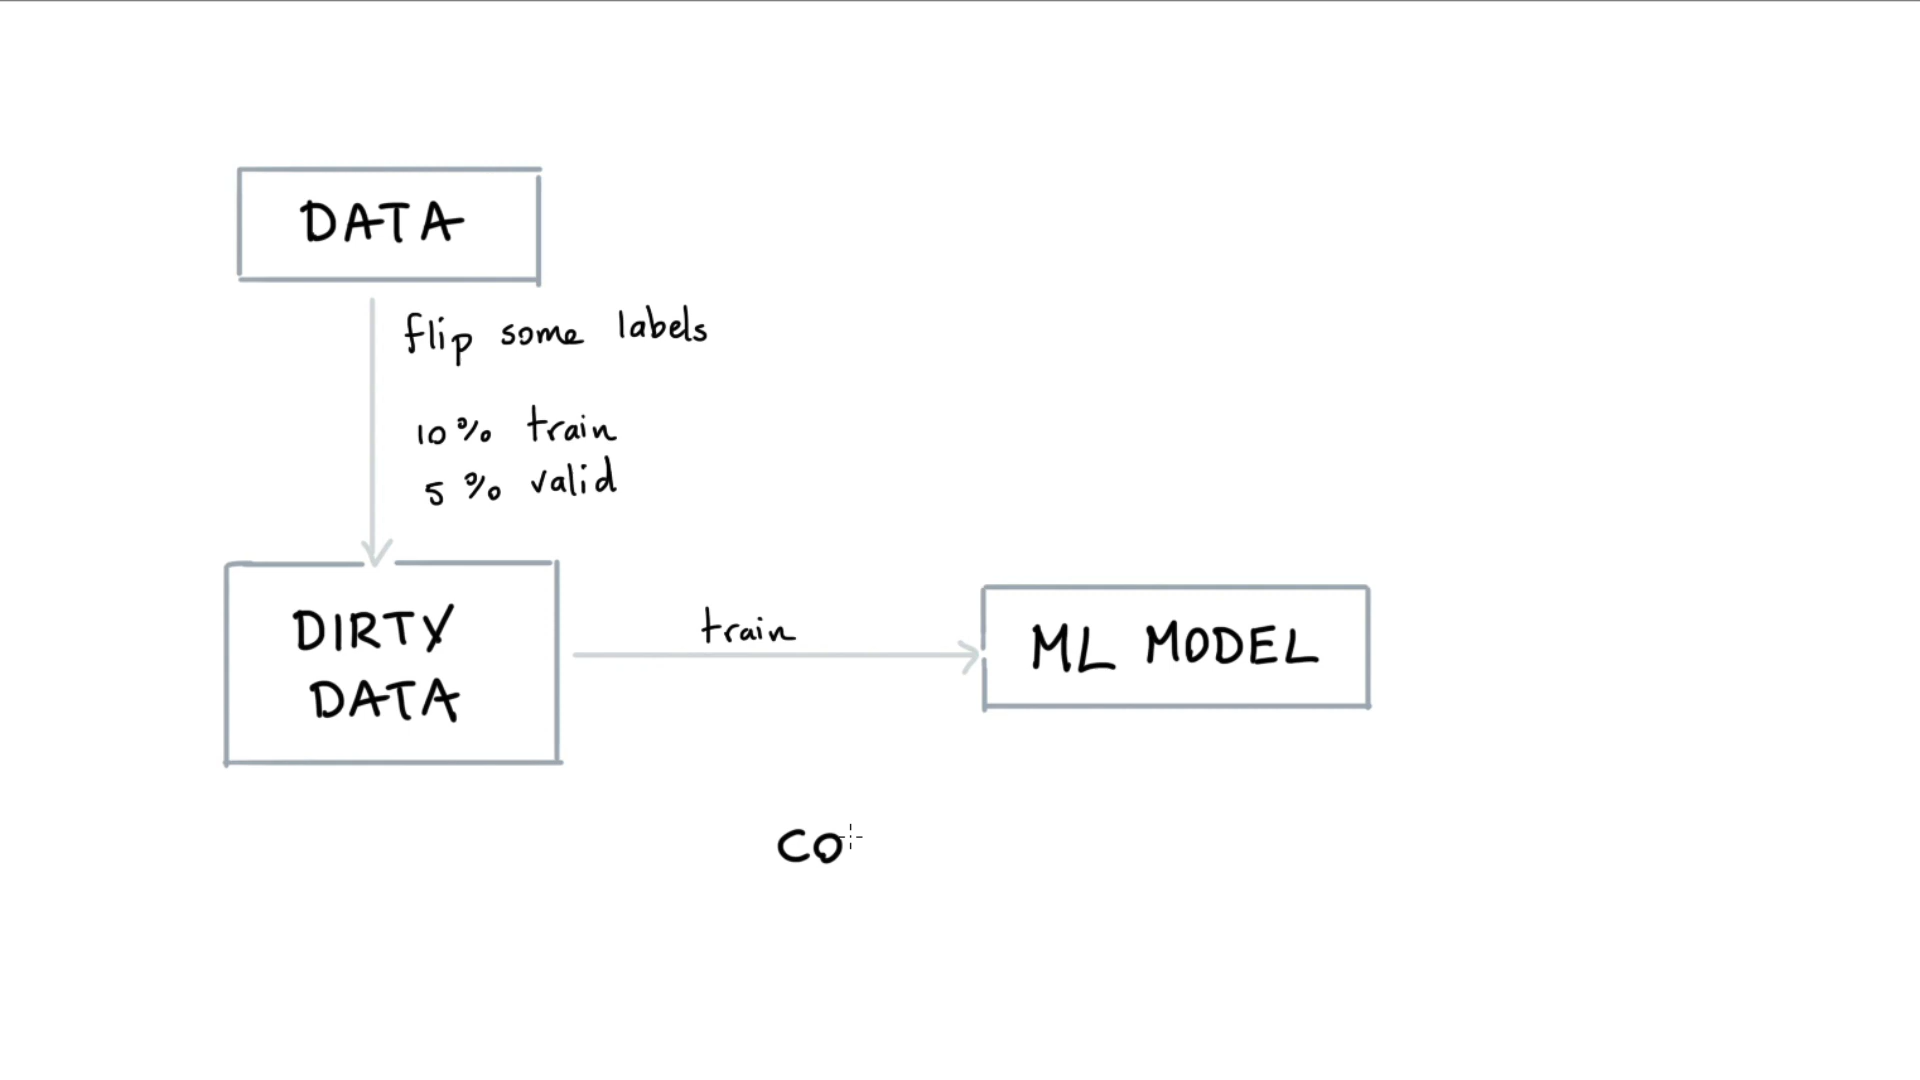 DATA
flip some labels
10% train
5% valid
DIRTY
DATA
train
ML MODEL
CO